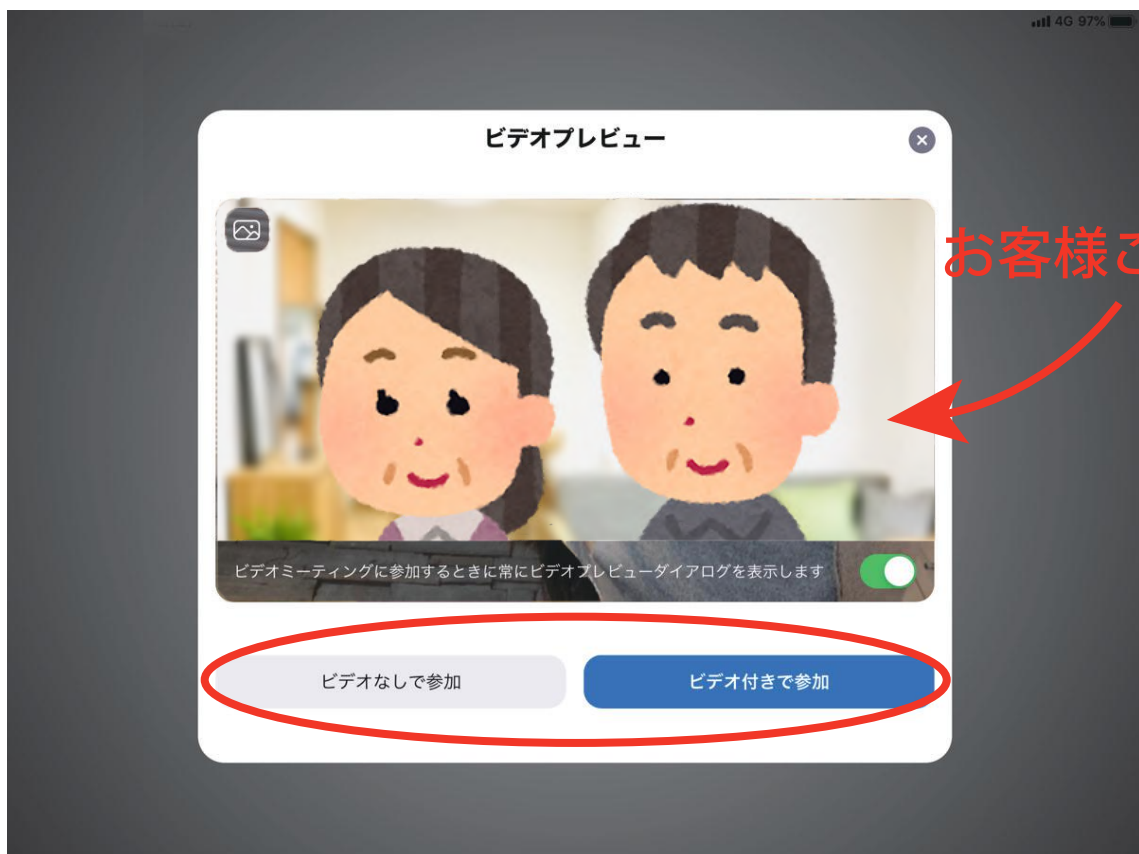 4G 97%
ビデオプレビュー
お客様ご
ビデオミーティングに参加するときに常にビデオプレビューダイアログを表示します
ビデオなしで参加
ビデオ付きで参加